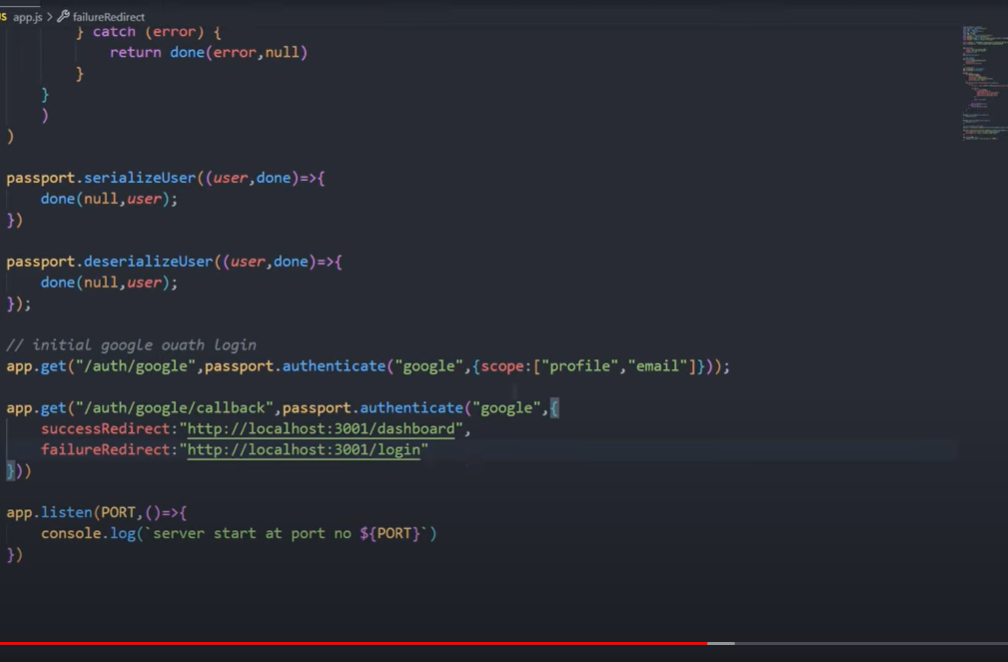 JS app.js > failureRedirect
} catch (error) {
return done(error,null)
}
}
)
)
passport.serializeUser((user,done)=>{
done(null,user);
})
passport.deserializeUser((user,done)=>{
done(null,user);
});
// initial google ouath login
app.get("/auth/google",passport.authenticate("google",{scope:["profile","email"]}));
app.get("/auth/google/callback",passport.authenticate("google",{
successRedirect:"http://localhost:3001/dashboard",
failureRedirect:"http://localhost:3001/login"
}))
app.listen(PORT,()=>{
console.log(`server start at port no ${PORT}`)
})